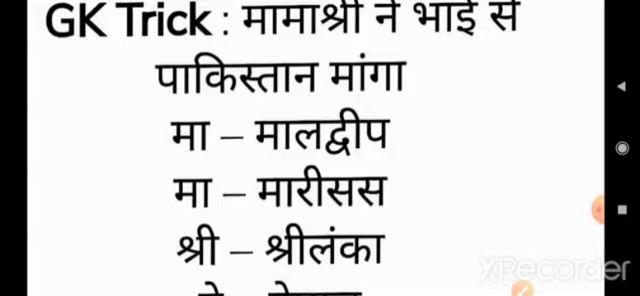 GK Trick : मामाश्री ने भाई से
पाकिस्तान मांगा
मा – मालद्वीप
मा – मारीसस
श्री – श्रीलंका
XRecorder